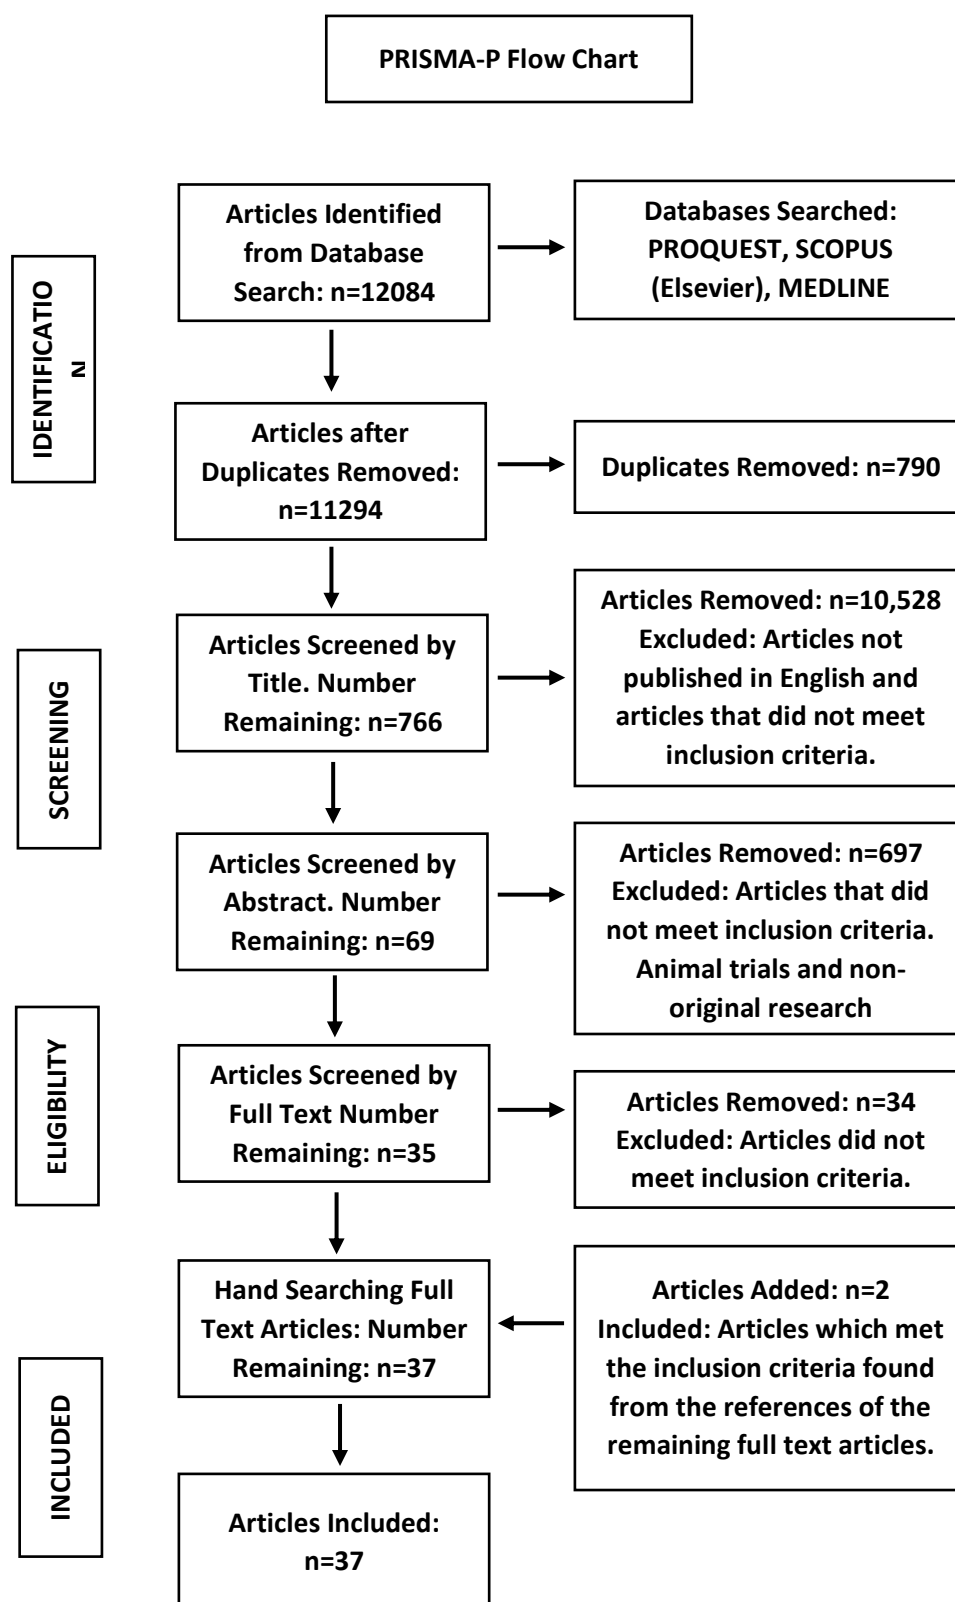 PRISMA-P Flow Chart
IDENTIFICATIO
N
Articles Identified
from Database
Search: n=12084
Databases Searched:
PROQUEST, SCOPUS
(Elsevier), MEDLINE
Articles after
Duplicates Removed:
n=11294
Duplicates Removed: n=790
SCREENING
Articles Screened by
Title. Number
Remaining: n=766
Articles Removed: n=10,528
Excluded: Articles not
published in English and
articles that did not meet
inclusion criteria.
Articles Screened by
Abstract. Number
Remaining: n=69
Articles Removed: n=697
Excluded: Articles that did
not meet inclusion criteria.
Animal trials and non-
original research
ELIGIBILITY
Articles Screened by
Full Text Number
Remaining: n=35
Articles Removed: n=34
Excluded: Articles did not
meet inclusion criteria.
INCLUDED
Hand Searching Full
Text Articles: Number
Remaining: n=37
Articles Added: n=2
Included: Articles which met
the inclusion criteria found
from the references of the
remaining full text articles.
Articles Included:
n=37